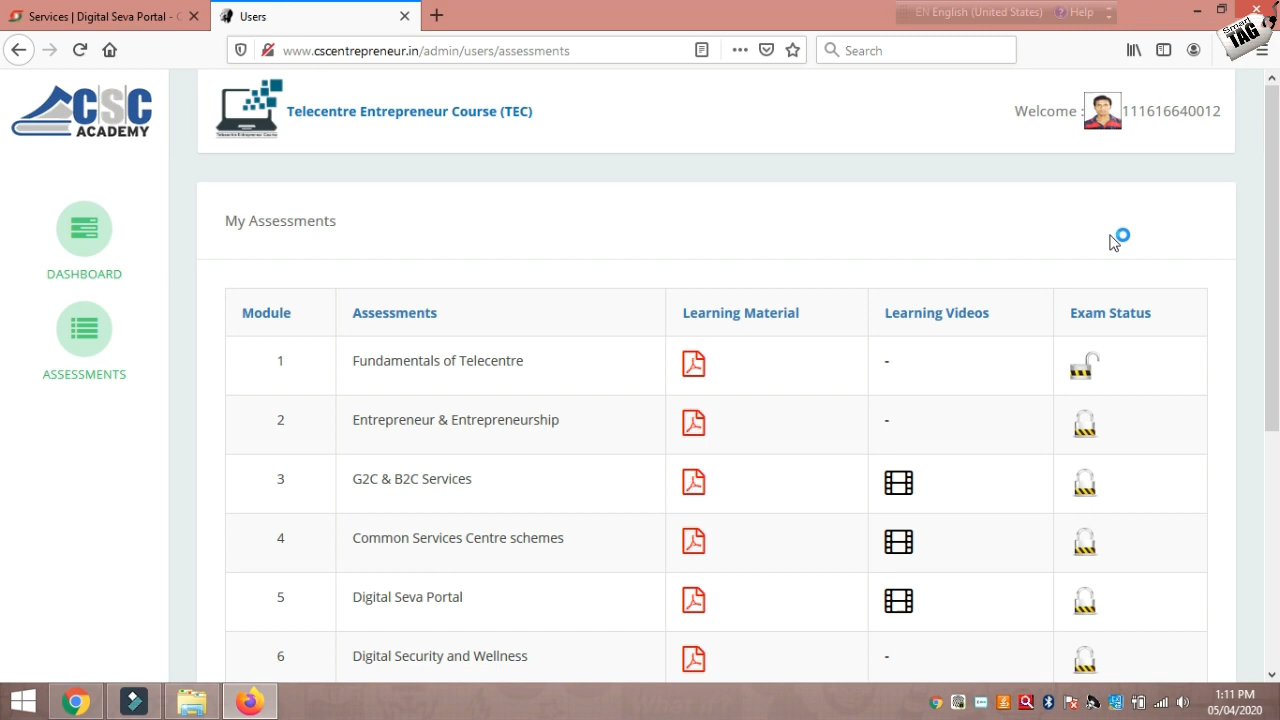 Services | Digital Seva Portal - C
Users
EN English (United States) Help
Smart TAG
www.cscentrepreneur.in/admin/users/assessments
Search
CSC ACADEMY
Telecentre Entrepreneur Course (TEC)
Welcome : 111616640012
DASHBOARD
ASSESSMENTS
My Assessments
Module Assessments Learning Material Learning Videos Exam Status
1 Fundamentals of Telecentre -
2 Entrepreneur & Entrepreneurship -
3 G2C & B2C Services
4 Common Services Centre schemes
5 Digital Seva Portal
6 Digital Security and Wellness -
1:11 PM
05/04/2020